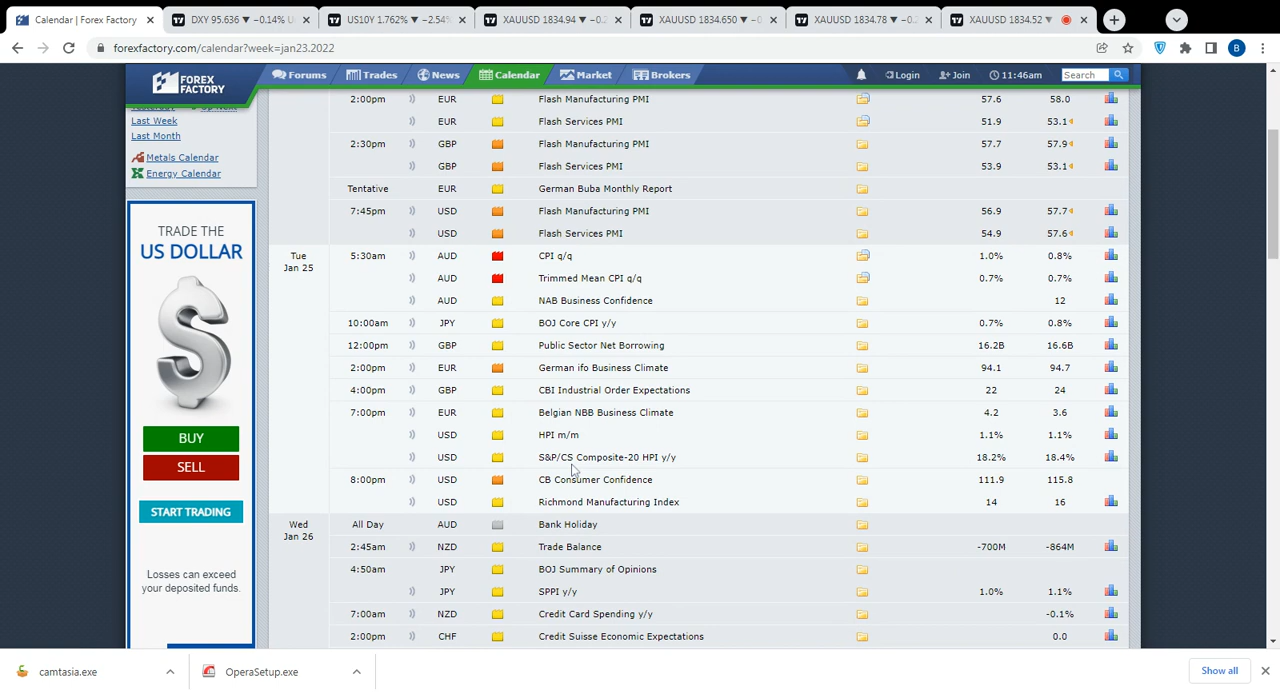 Calendar | Forex Factory
DXY 95.636 ▼ −0.14%
US10Y 1.762% ▼ −2.54%
XAUUSD 1834.94 ▼
XAUUSD 1834.650 ▼
XAUUSD 1834.78 ▼
XAUUSD 1834.52 ▼
forexfactory.com/calendar?week=jan23.2022
B
FOREX FACTORY
Forums Trades News Calendar Market Brokers Login Join 11:46am Search
2:00pm EUR Flash Manufacturing PMI 57.6 58.0
EUR Flash Services PMI 51.9 53.1
2:30pm GBP Flash Manufacturing PMI 57.7 57.9
GBP Flash Services PMI 53.9 53.1
Tentative EUR German Buba Monthly Report
7:45pm USD Flash Manufacturing PMI 56.9 57.7
USD Flash Services PMI 54.9 57.6
Tue Jan 25 5:30am AUD CPI q/q 1.0% 0.8%
AUD Trimmed Mean CPI q/q 0.7% 0.7%
AUD NAB Business Confidence 12
10:00am JPY BOJ Core CPI y/y 0.7% 0.8%
12:00pm GBP Public Sector Net Borrowing 16.2B 16.6B
2:00pm EUR German ifo Business Climate 94.1 94.7
4:00pm GBP CBI Industrial Order Expectations 22 24
7:00pm EUR Belgian NBB Business Climate 4.2 3.6
USD HPI m/m 1.1% 1.1%
USD S&P/CS Composite-20 HPI y/y 18.2% 18.4%
8:00pm USD CB Consumer Confidence 111.9 115.8
USD Richmond Manufacturing Index 14 16
Wed Jan 26 All Day AUD Bank Holiday
2:45am NZD Trade Balance -700M -864M
4:50am JPY BOJ Summary of Opinions
JPY SPPI y/y 1.0% 1.1%
7:00am NZD Credit Card Spending y/y -0.1%
2:00pm CHF Credit Suisse Economic Expectations 0.0
Last Week
Last Month
Metals Calendar
Energy Calendar
TRADE THE
US DOLLAR
BUY
SELL
START TRADING
Losses can exceed
your deposited funds.
camtasia.exe
OperaSetup.exe
Show all